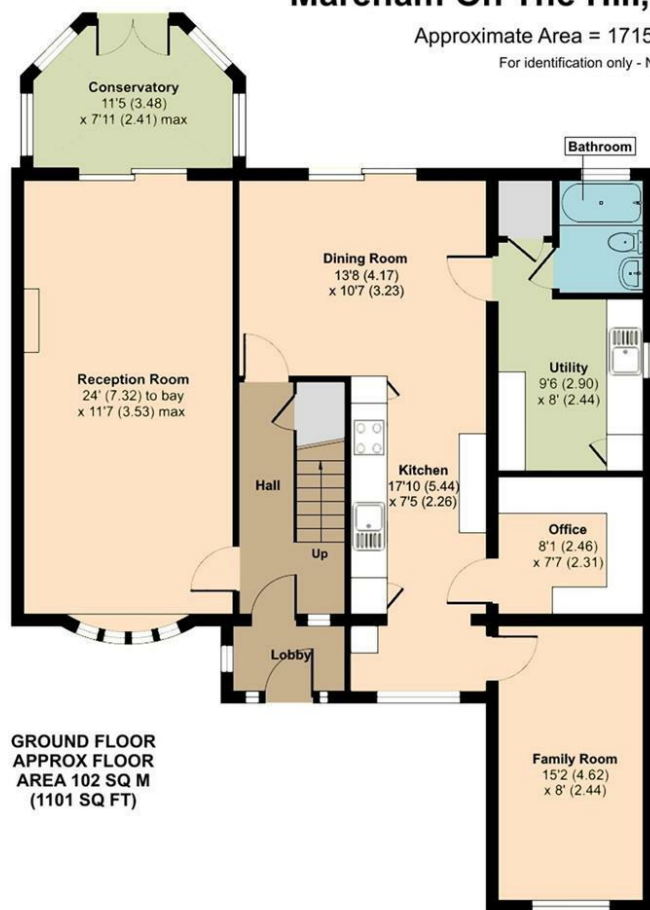 Mareham On The Hill,
Approximate Area = 1715
For identification only - N
Conservatory
11'5 (3.48)
x 7'11 (2.41) max
Bathroom
Dining Room
13'8 (4.17)
x 10'7 (3.23)
Reception Room
24' (7.32) to bay
x 11'7 (3.53) max
Utility
9'6 (2.90)
x 8' (2.44)
Hall
Kitchen
17'10 (5.44)
x 7'5 (2.26)
Up
Office
8'1 (2.46)
x 7'7 (2.31)
Lobby
GROUND FLOOR
APPROX FLOOR
AREA 102 SQ M
(1101 SQ FT)
Family Room
15'2 (4.62)
x 8' (2.44)